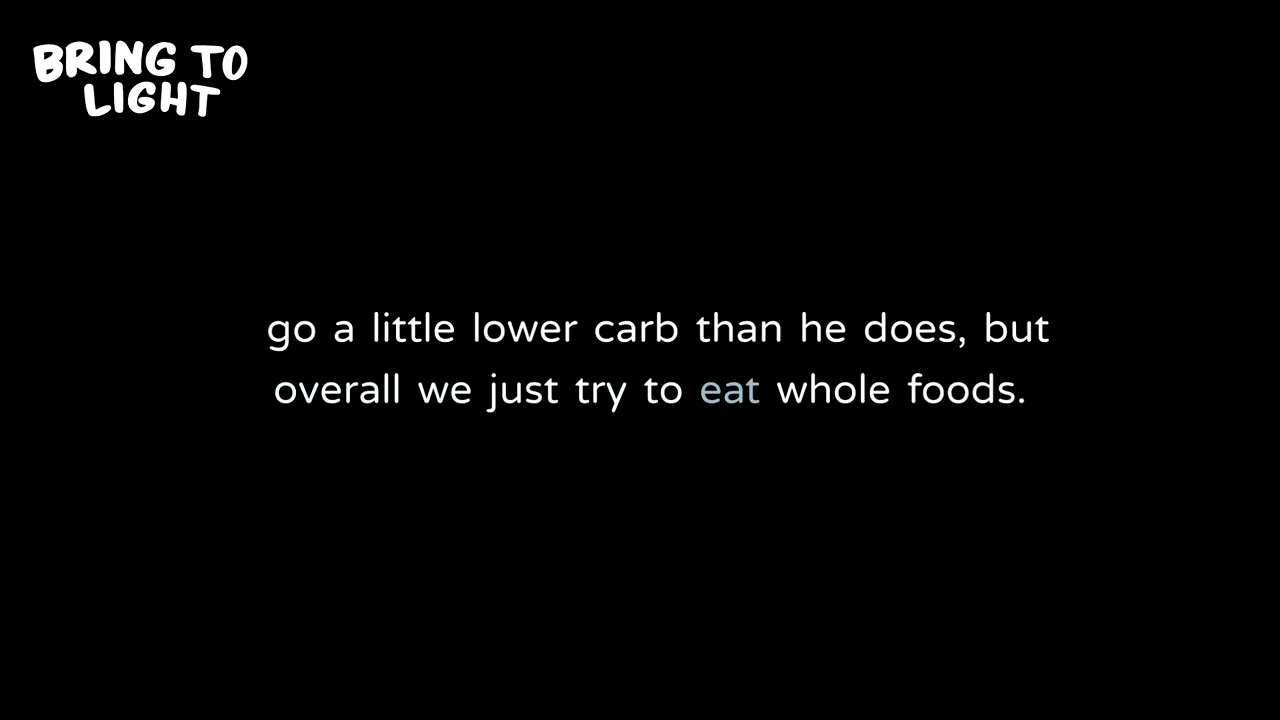 BRING TO
LIGHT
go a little lower carb than he does, but
overall we just try to eat whole foods.